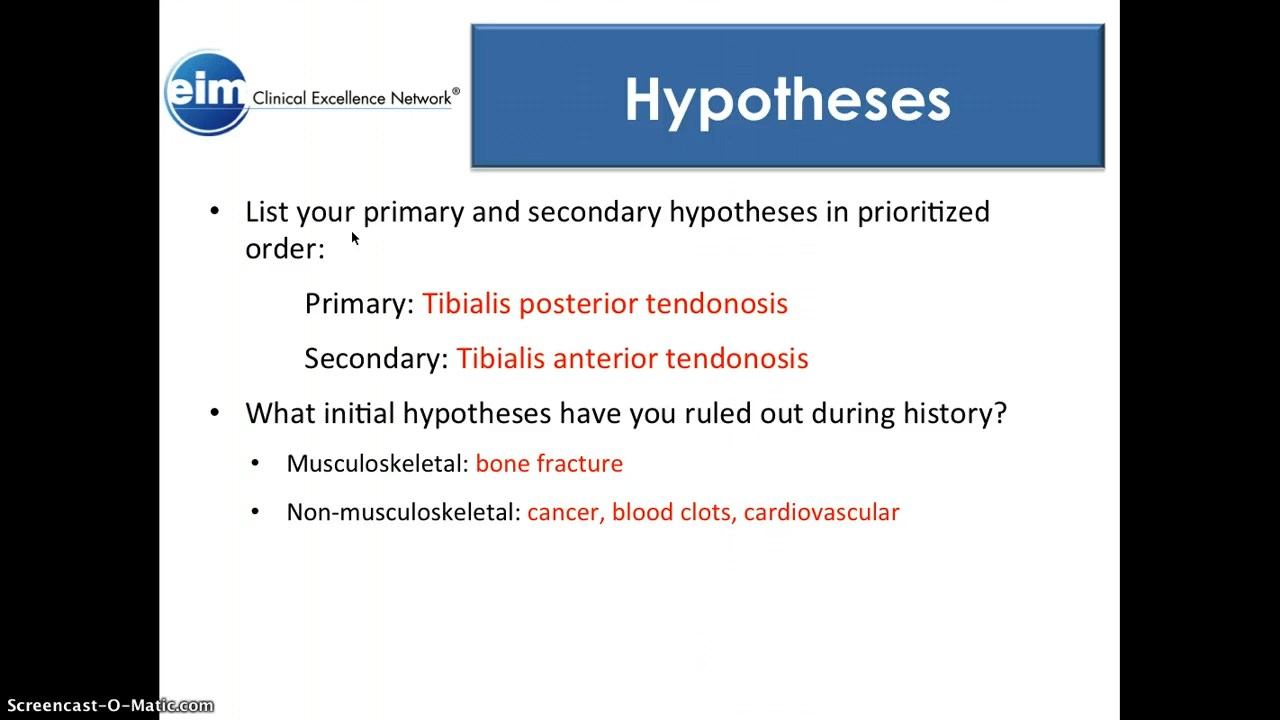 eim Clinical Excellence Network®
Hypotheses
• List your primary and secondary hypotheses in prioritized
order:
Primary: Tibialis posterior tendonosis
Secondary: Tibialis anterior tendonosis
• What initial hypotheses have you ruled out during history?
• Musculoskeletal: bone fracture
• Non-musculoskeletal: cancer, blood clots, cardiovascular
Screencast-O-Matic.com